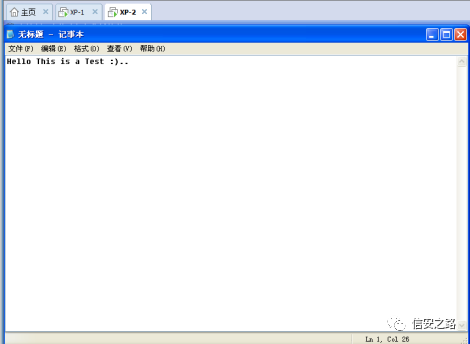 主页 XP-1 XP-2
无标题 - 记事本
文件(F) 编辑(E) 格式(O) 查看(V) 帮助(H)
Hello This is a Test :)..
信安之路
Ln 1, Col 26